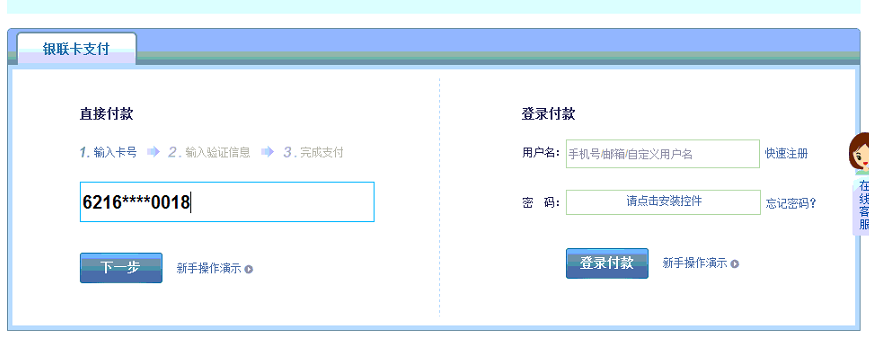 银联卡支付
直接付款
1. 输入卡号 2. 输入验证信息 3. 完成支付
6216****0018
下一步 新手操作演示
登录付款
用户名: 手机号/邮箱/自定义用户名 快速注册
密 码: 请点击安装控件 忘记密码?
登录付款 新手操作演示
在线客服